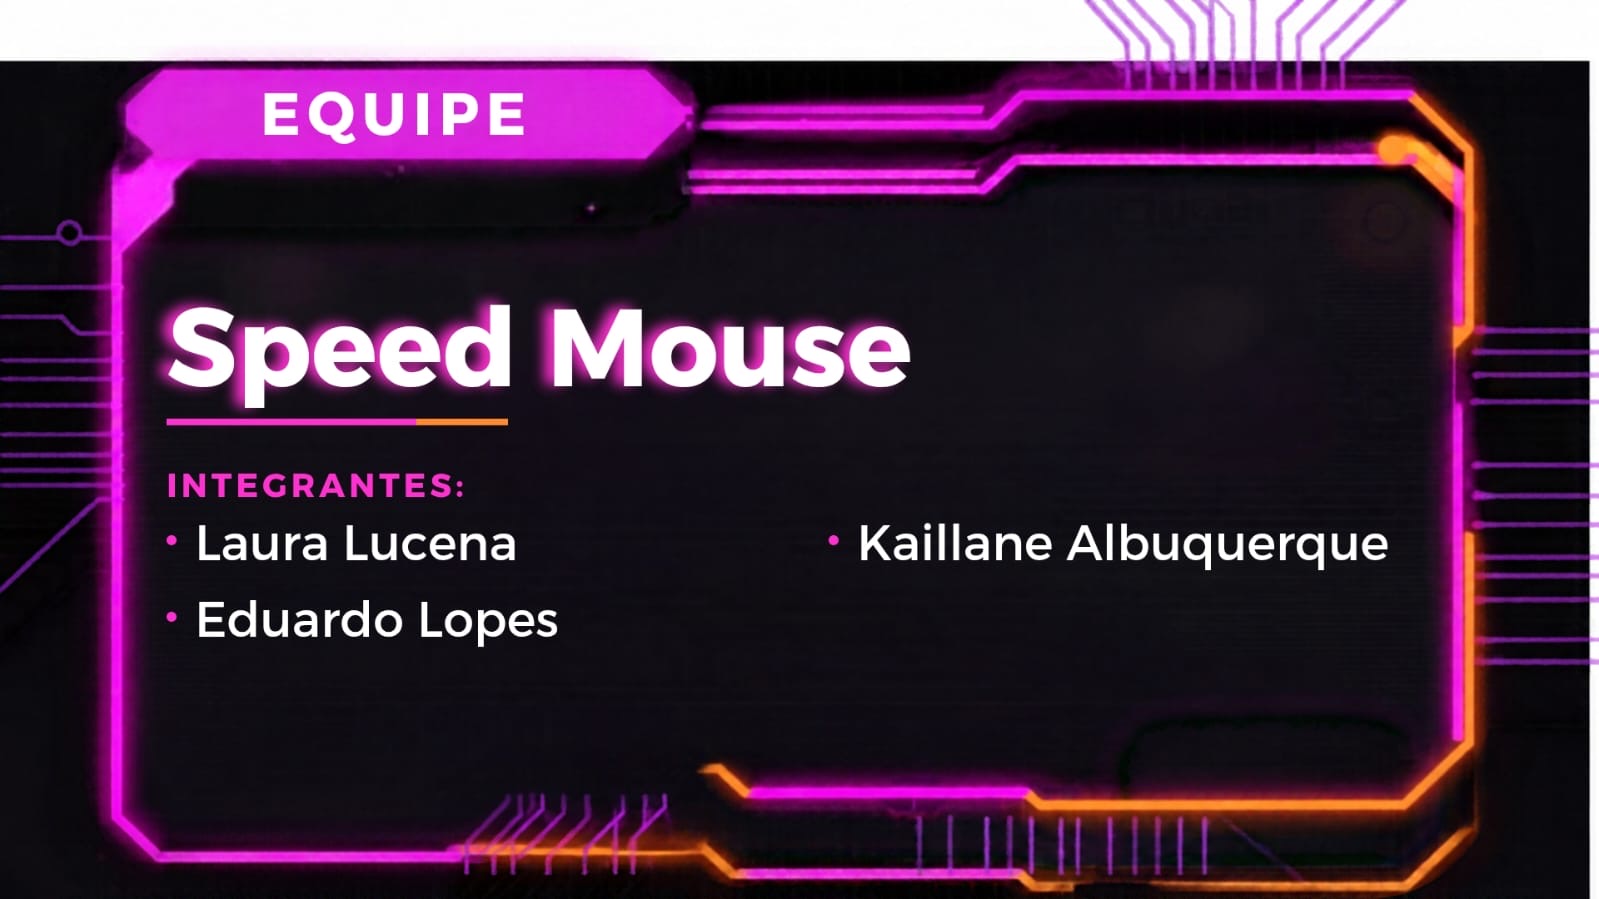 EQUIPE
Speed Mouse
INTEGRANTES:
• Laura Lucena
• Eduardo Lopes
• Kaillane Albuquerque